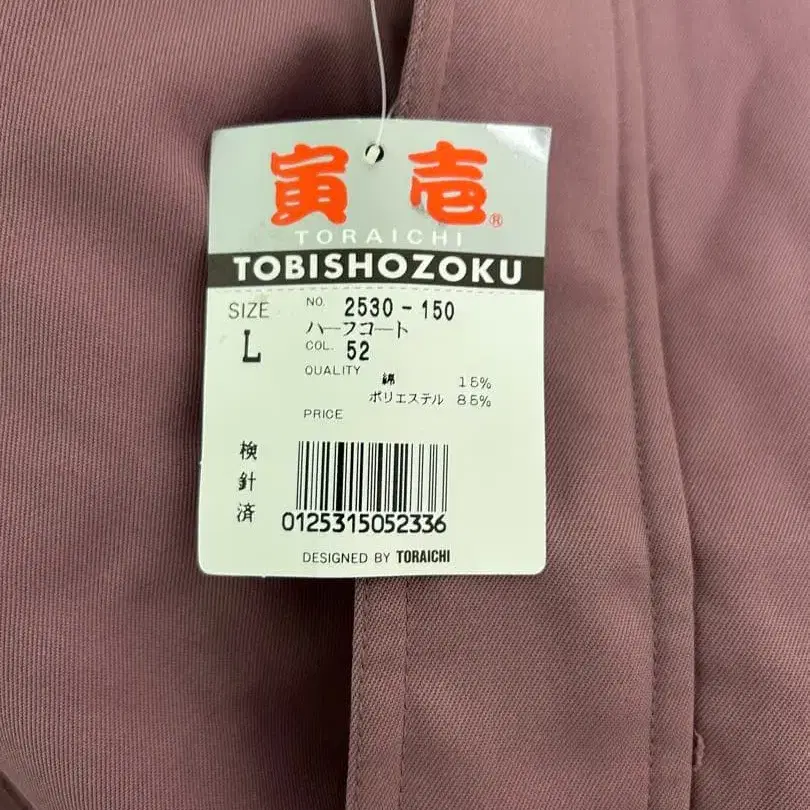 寅壱®
TORAICHI
TOBISHOZOKU
SIZE
L
NO. 2530-150
ハーフコート
COL. 52
QUALITY
綿 15%
ポリエステル 85%
PRICE
検針済
0125315052336
DESIGNED BY TORAICHI